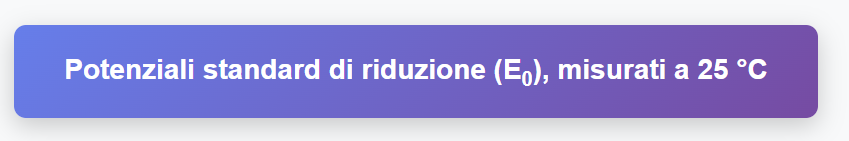 Potenziali standard di riduzione (E₀), misurati a 25 °C